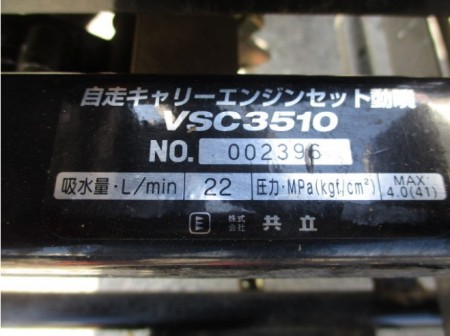 自走キャリーエンジンセット動噴
VSC3510
NO. 002396
吸水量・L/min 22 圧力・MPa(kgf/cm²) MAX 4.0(41)
株式会社 共立